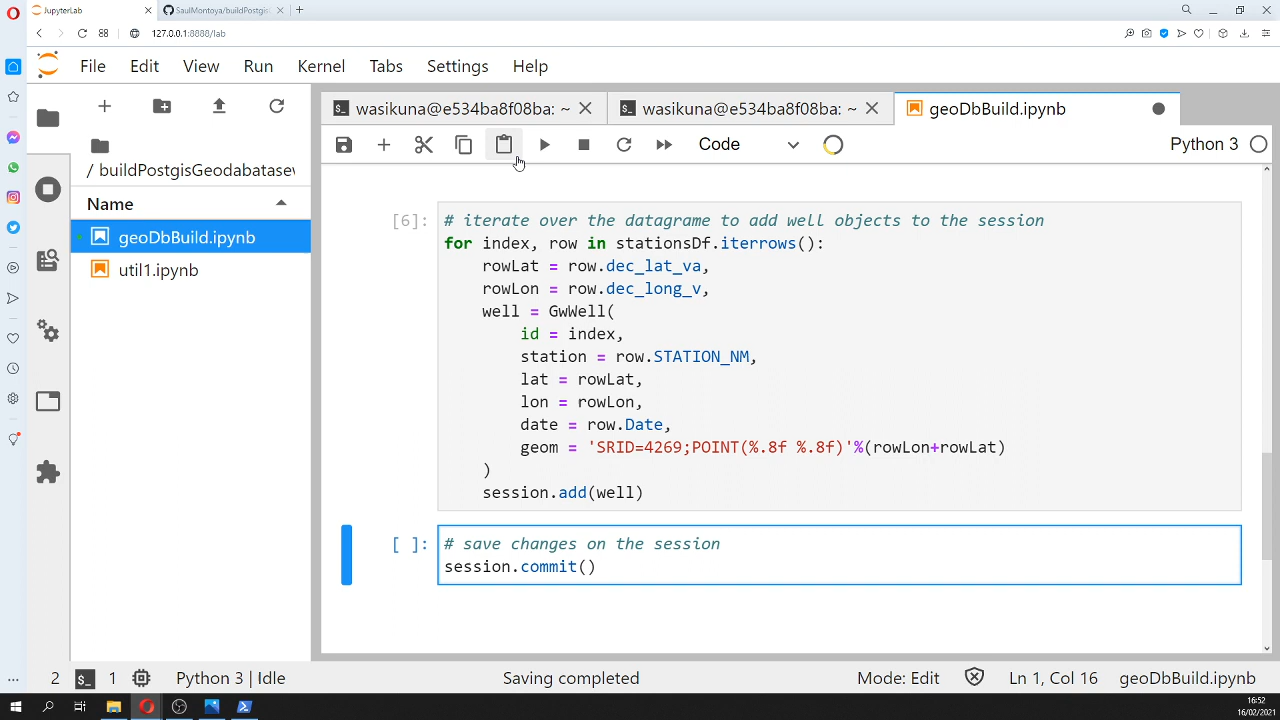 JupyterLab
SaulMontoya/buildPostgis
127.0.0.1:8888/lab
File Edit View Run Kernel Tabs Settings Help
wasikuna@e534ba8f08ba: ~
wasikuna@e534ba8f08ba: ~
geoDbBuild.ipynb
Code
Python 3
/ buildPostgisGeodatabasew
Name
geoDbBuild.ipynb
util1.ipynb
[6]: # iterate over the datagrame to add well objects to the session
for index, row in stationsDf.iterrows():
rowLat = row.dec_lat_va,
rowLon = row.dec_long_v,
well = GwWell(
id = index,
station = row.STATION_NM,
lat = rowLat,
lon = rowLon,
date = row.Date,
geom = 'SRID=4269;POINT(%.8f %.8f)'%(rowLon+rowLat)
)
session.add(well)
[ ]: # save changes on the session
session.commit()
2 $_ 1 Python 3 | Idle Saving completed Mode: Edit Ln 1, Col 16 geoDbBuild.ipynb
16:52
16/02/2021